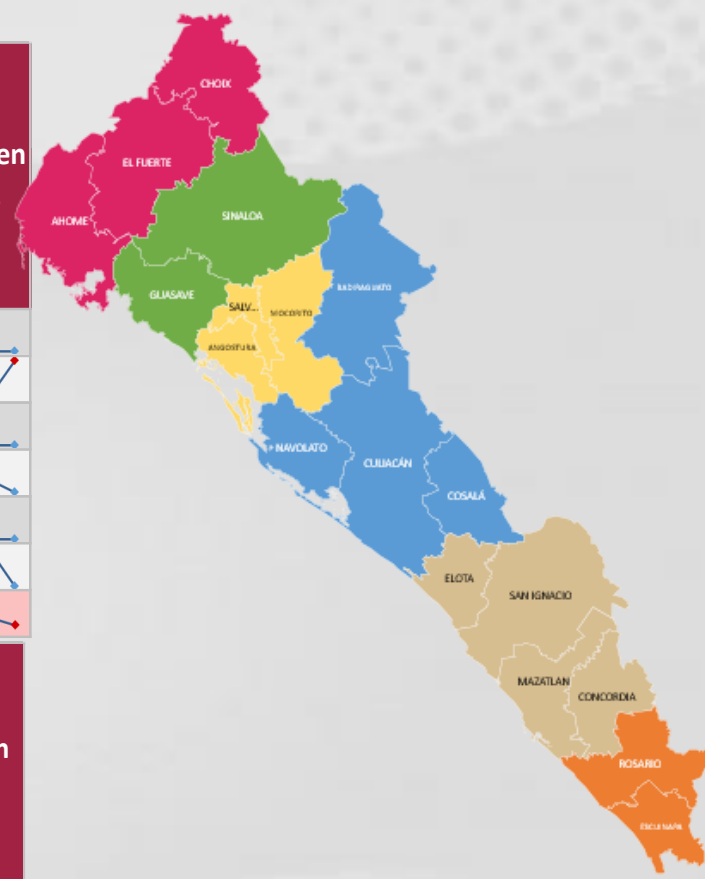 CHOIX
en
EL FUERTE
SINALOA
AHOME
BADIRAGUATO
GUASAVE
SALV...
MOCORITO
ANGOSTURA
NAVOLATO
CULIACÁN
COSALÁ
ELOTA
SAN IGNACIO
MAZATLAN
CONCORDIA
ROSARIO
ESCUINAPA